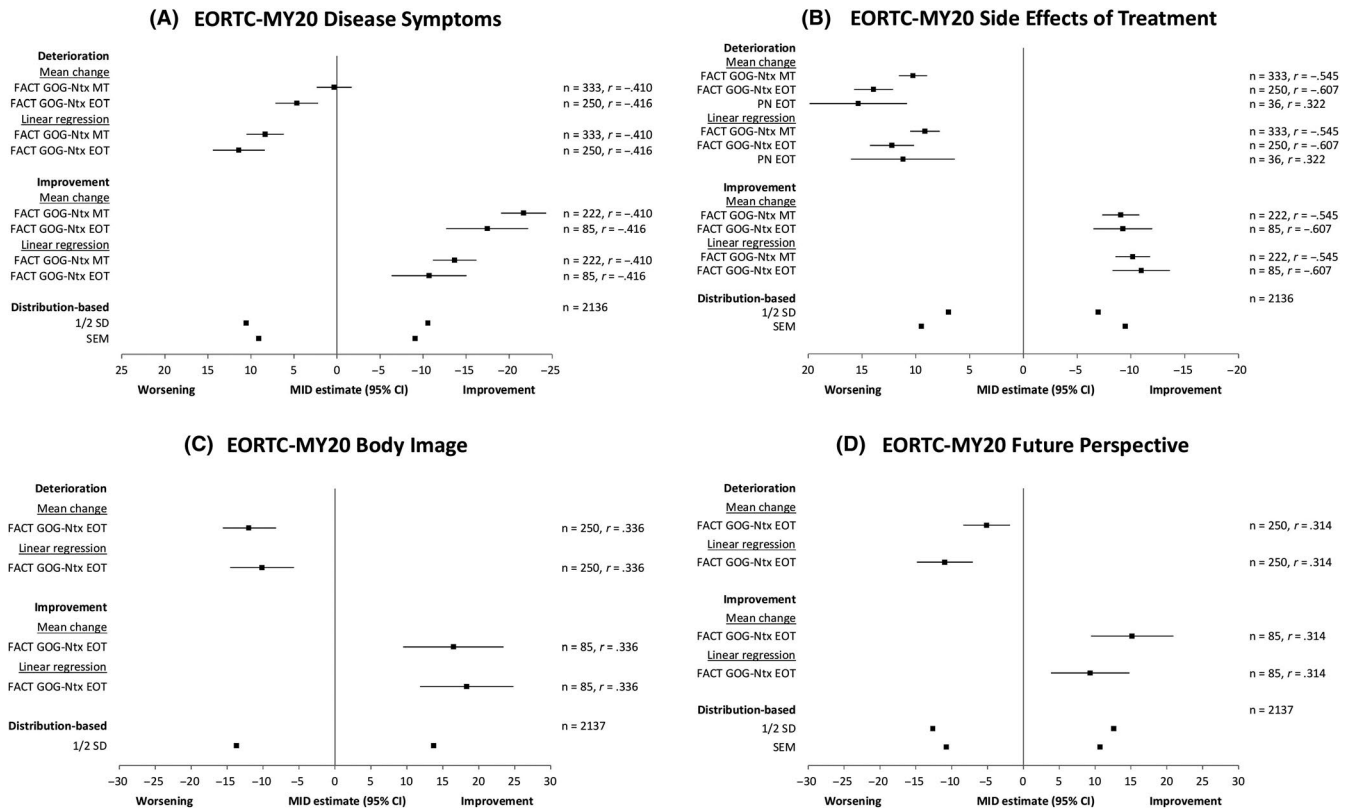 (A) EORTC-MY20 Disease Symptoms
Deterioration
Mean change
FACT GOG-Ntx MT n = 333, r = –.410
FACT GOG-Ntx EOT n = 250, r = –.416
Linear regression
FACT GOG-Ntx MT n = 333, r = –.410
FACT GOG-Ntx EOT n = 250, r = –.416
Improvement
Mean change
FACT GOG-Ntx MT n = 222, r = –.410
FACT GOG-Ntx EOT n = 85, r = –.416
Linear regression
FACT GOG-Ntx MT n = 222, r = –.410
FACT GOG-Ntx EOT n = 85, r = –.416
Distribution-based n = 2136
1/2 SD
SEM
25 20 15 10 5 0 −5 −10 −15 −20 −25
Worsening MID estimate (95% CI) Improvement
(B) EORTC-MY20 Side Effects of Treatment
Deterioration
Mean change
FACT GOG-Ntx MT n = 333, r = –.545
FACT GOG-Ntx EOT n = 250, r = –.607
PN EOT n = 36, r = .322
Linear regression
FACT GOG-Ntx MT n = 333, r = –.545
FACT GOG-Ntx EOT n = 250, r = –.607
PN EOT n = 36, r = .322
Improvement
Mean change
FACT GOG-Ntx MT n = 222, r = –.545
FACT GOG-Ntx EOT n = 85, r = –.607
Linear regression
FACT GOG-Ntx MT n = 222, r = –.545
FACT GOG-Ntx EOT n = 85, r = –.607
Distribution-based n = 2136
1/2 SD
SEM
20 15 10 5 0 −5 −10 −15 −20
Worsening MID estimate (95% CI) Improvement
(C) EORTC-MY20 Body Image
Deterioration
Mean change
FACT GOG-Ntx EOT n = 250, r = .336
Linear regression
FACT GOG-Ntx EOT n = 250, r = .336
Improvement
Mean change
FACT GOG-Ntx EOT n = 85, r = .336
Linear regression
FACT GOG-Ntx EOT n = 85, r = .336
Distribution-based n = 2137
1/2 SD
−30 −25 −20 −15 −10 −5 0 5 10 15 20 25 30
Worsening MID estimate (95% CI) Improvement
(D) EORTC-MY20 Future Perspective
Deterioration
Mean change
FACT GOG-Ntx EOT n = 250, r = .314
Linear regression
FACT GOG-Ntx EOT n = 250, r = .314
Improvement
Mean change
FACT GOG-Ntx EOT n = 85, r = .314
Linear regression
FACT GOG-Ntx EOT n = 85, r = .314
Distribution-based n = 2137
1/2 SD
SEM
−30 −25 −20 −15 −10 −5 0 5 10 15 20 25 30
Worsening MID estimate (95% CI) Improvement